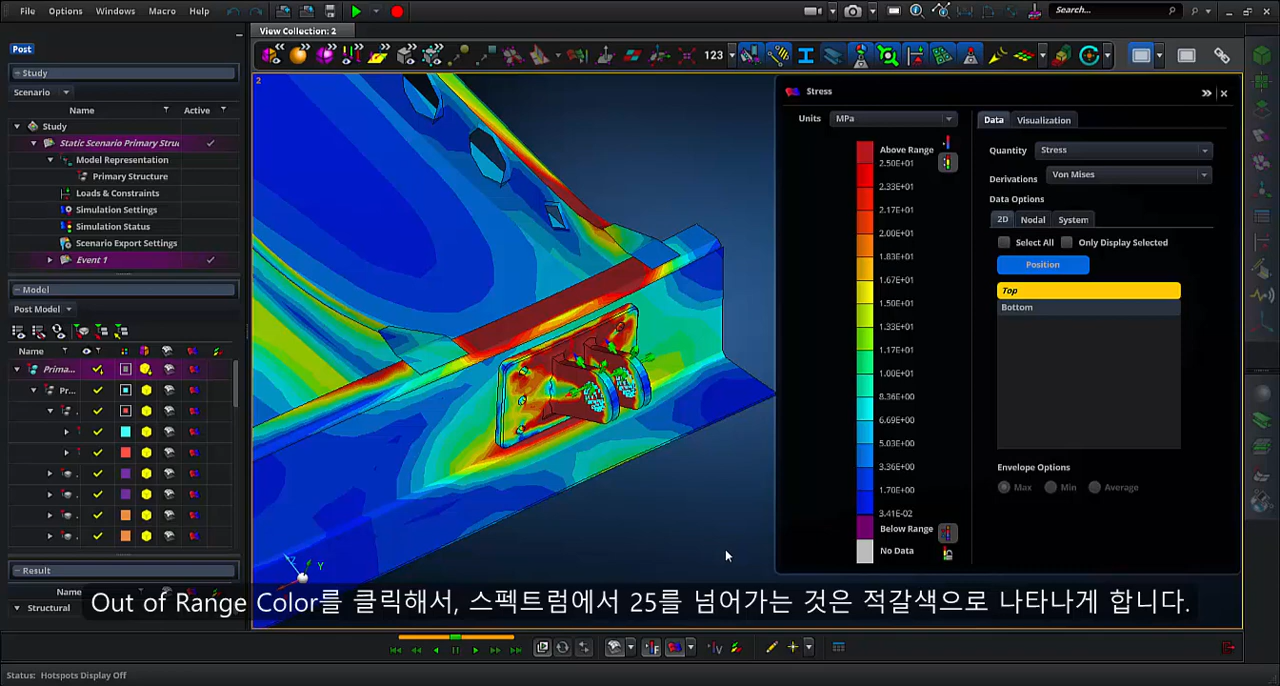 File Options Windows Macro Help
Search...
Post
View Collection: 2
Study
Scenario
Name Active
Study
Static Scenario Primary Struc
Model Representation
Primary Structure
Loads & Constraints
Simulation Settings
Simulation Status
Scenario Export Settings
Event 1
Model
Post Model
Name
Prima...
Pr...
Result
Name
Structural
123
2
Stress
Units MPa
Above Range
2.50E+01
2.33E+01
2.17E+01
2.00E+01
1.83E+01
1.67E+01
1.50E+01
1.33E+01
1.17E+01
1.00E+01
8.36E+00
6.69E+00
5.03E+00
3.36E+00
1.70E+00
3.41E-02
Below Range
No Data
Data Visualization
Quantity Stress
Derivations Von Mises
Data Options
2D Nodal System
Select All Only Display Selected
Position
Top
Bottom
Envelope Options
Max Min Average
Y
Out of Range Color를 클릭해서, 스펙트럼에서 25를 넘어가는 것은 적갈색으로 나타나게 합니다.
Status: Hotspots Display Off